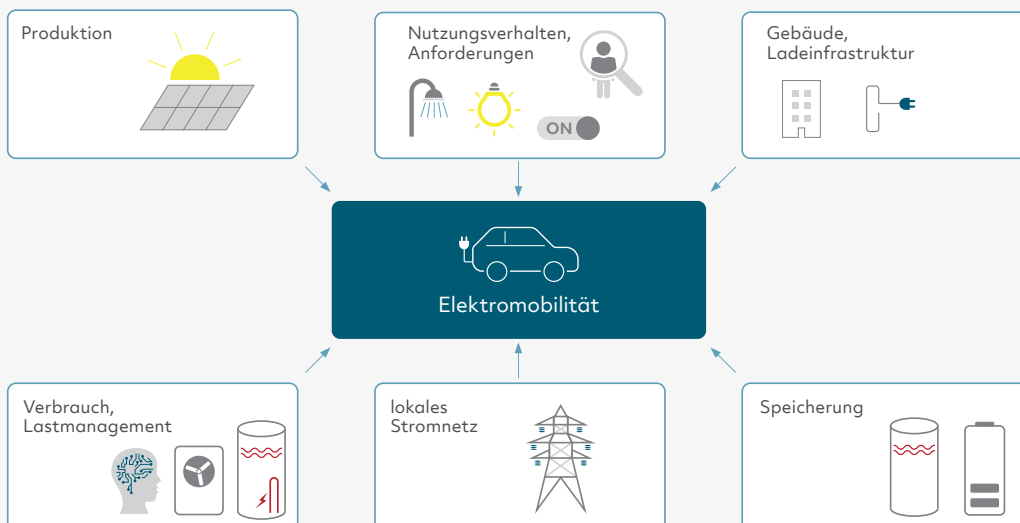 Produktion
Nutzungsverhalten,
Anforderungen
ON
Gebäude,
Ladeinfrastruktur
Elektromobilität
Verbrauch,
Lastmanagement
lokales
Stromnetz
Speicherung